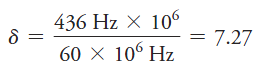 δ = 436 Hz × 10⁶ / 60 × 10⁶ Hz = 7.27